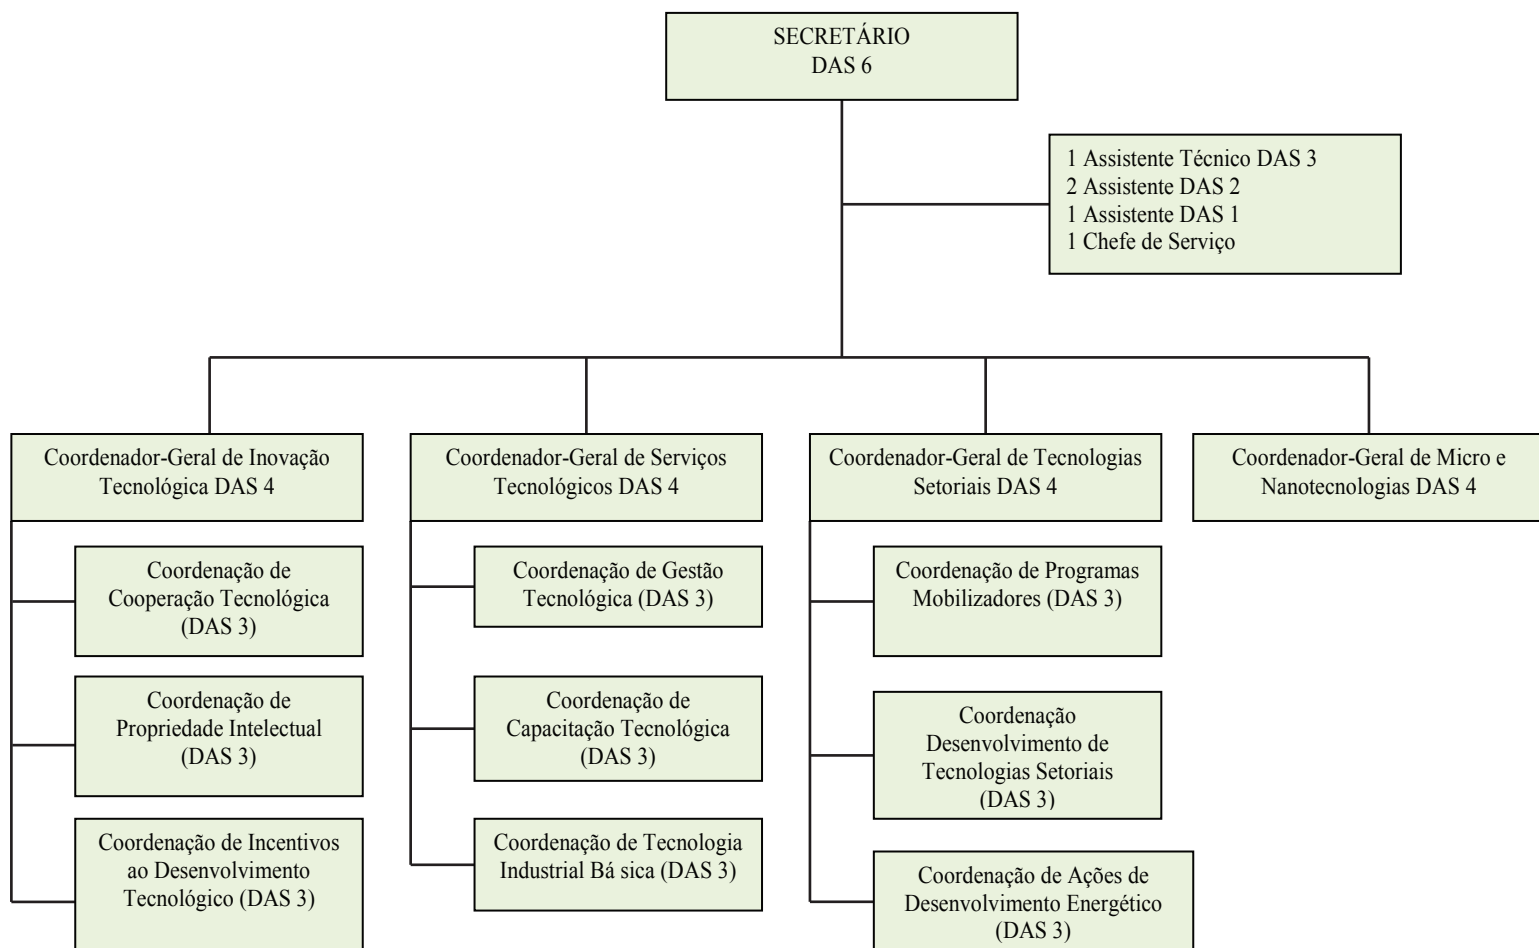 SECRETÁRIO
DAS 6
1 Assistente Técnico DAS 3
2 Assistente DAS 2
1 Assistente DAS 1
1 Chefe de Serviço
Coordenador-Geral de Inovação
Tecnológica DAS 4
Coordenação de
Cooperação Tecnológica
(DAS 3)
Coordenação de
Propriedade Intelectual
(DAS 3)
Coordenação de Incentivos
ao Desenvolvimento
Tecnológico (DAS 3)
Coordenador-Geral de Serviços
Tecnológicos DAS 4
Coordenação de Gestão
Tecnológica (DAS 3)
Coordenação de
Capacitação Tecnológica
(DAS 3)
Coordenação de Tecnologia
Industrial Bá sica (DAS 3)
Coordenador-Geral de Tecnologias
Setoriais DAS 4
Coordenação de Programas
Mobilizadores (DAS 3)
Coordenação
Desenvolvimento de
Tecnologias Setoriais
(DAS 3)
Coordenação de Ações de
Desenvolvimento Energético
(DAS 3)
Coordenador-Geral de Micro e
Nanotecnologias DAS 4